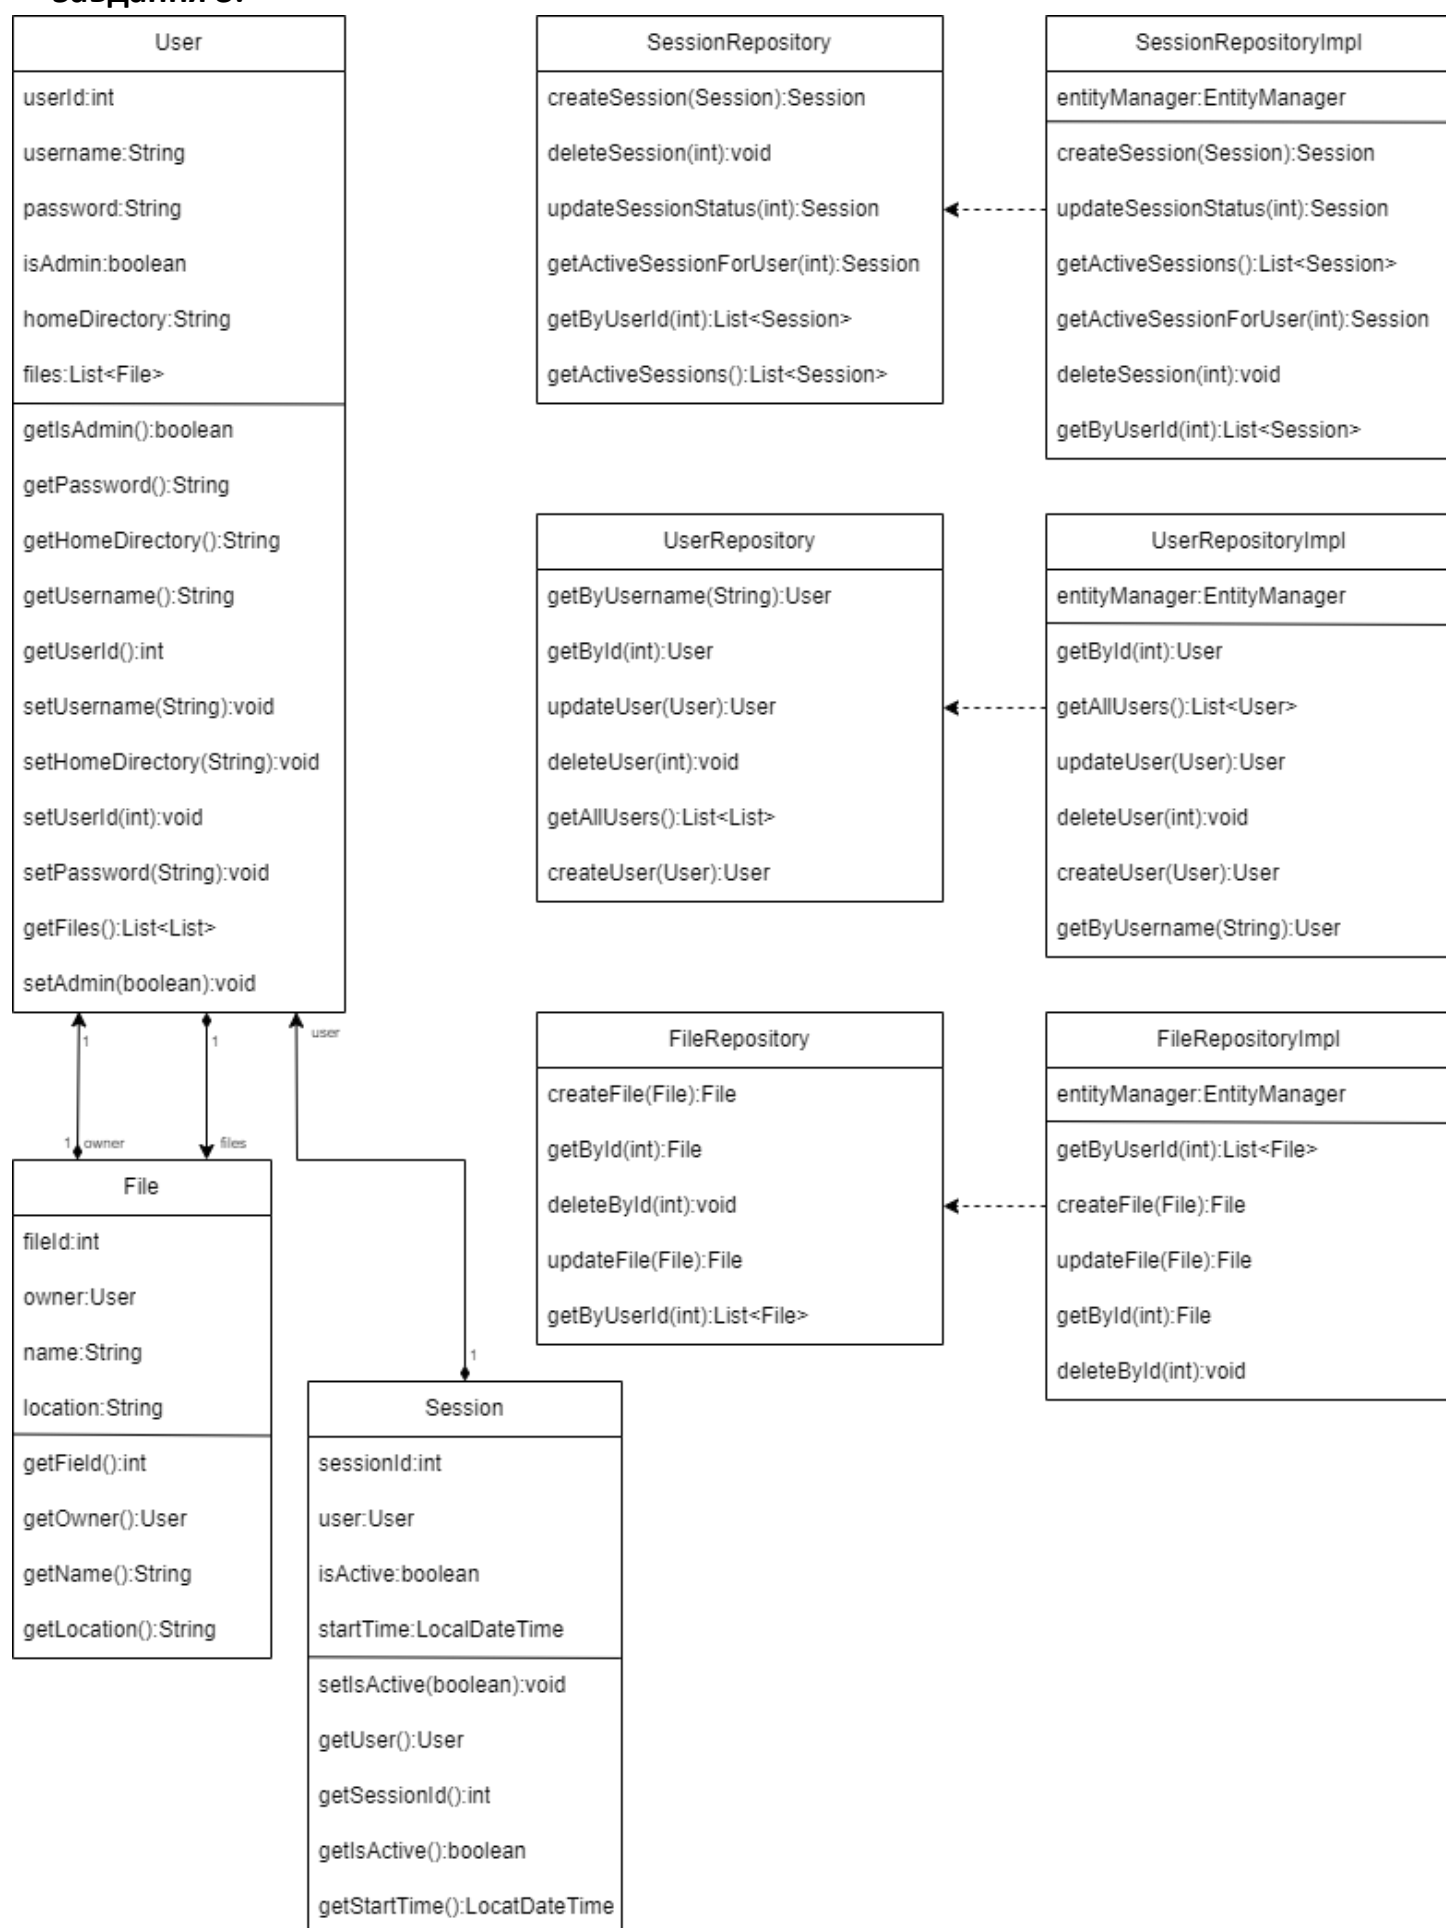 User
userId:int
username:String
password:String
isAdmin:boolean
homeDirectory:String
files:List<File>
getIsAdmin():boolean
getPassword():String
getHomeDirectory():String
getUsername():String
getUserId():int
setUsername(String):void
setHomeDirectory(String):void
setUserId(int):void
setPassword(String):void
getFiles():List<List>
setAdmin(boolean):void
1
1
user
1
owner
files
File
fileId:int
owner:User
name:String
location:String
getField():int
getOwner():User
getName():String
getLocation():String
1
Session
sessionId:int
user:User
isActive:boolean
startTime:LocalDateTime
setIsActive(boolean):void
getUser():User
getSessionId():int
getIsActive():boolean
getStartTime():LocatDateTime
SessionRepository
createSession(Session):Session
deleteSession(int):void
updateSessionStatus(int):Session
getActiveSessionForUser(int):Session
getByUserId(int):List<Session>
getActiveSessions():List<Session>
SessionRepositoryImpl
entityManager:EntityManager
createSession(Session):Session
updateSessionStatus(int):Session
getActiveSessions():List<Session>
getActiveSessionForUser(int):Session
deleteSession(int):void
getByUserId(int):List<Session>
UserRepository
getByUsername(String):User
getById(int):User
updateUser(User):User
deleteUser(int):void
getAllUsers():List<List>
createUser(User):User
UserRepositoryImpl
entityManager:EntityManager
getById(int):User
getAllUsers():List<User>
updateUser(User):User
deleteUser(int):void
createUser(User):User
getByUsername(String):User
FileRepository
createFile(File):File
getById(int):File
deleteById(int):void
updateFile(File):File
getByUserId(int):List<File>
FileRepositoryImpl
entityManager:EntityManager
getByUserId(int):List<File>
createFile(File):File
updateFile(File):File
getById(int):File
deleteById(int):void